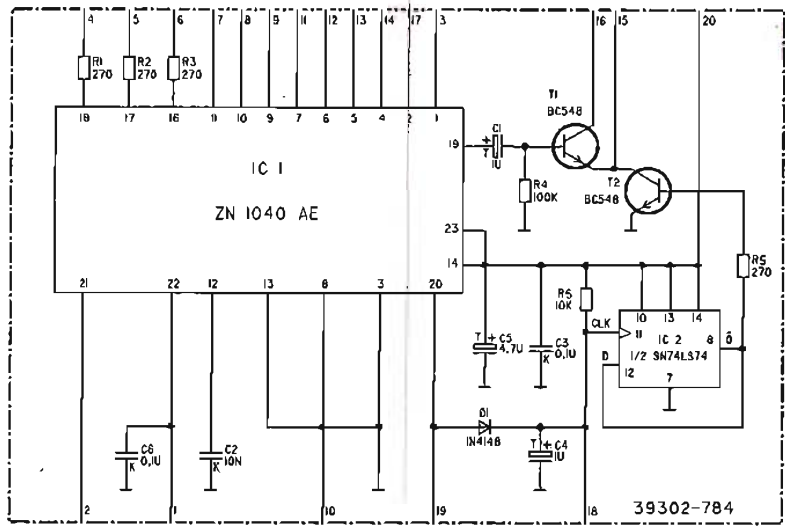 4 5 6 7 8 9 11 12 13 14 17 3 16 15 20
R1 270 R2 270 R3 270
18 17 16 11 10 9 7 6 5 4 2 1
T1
BC548
19 + C1
T 1U
IC 1
R4
100K
T2
BC548
ZN 1040 AE
23
14
R5
270
21 22 12 13 8 3 20
R6
10K
10 13 14
CLK 11
IC 2
8 Q̄
T + C5
4.7U
C3
0,1U
K
D
1/2 SN74LS74
12
7
D1
1N4148
C6
0,1U
K
C2
10N
K
T + C4
1U
2 1 10 19 18
39302-784